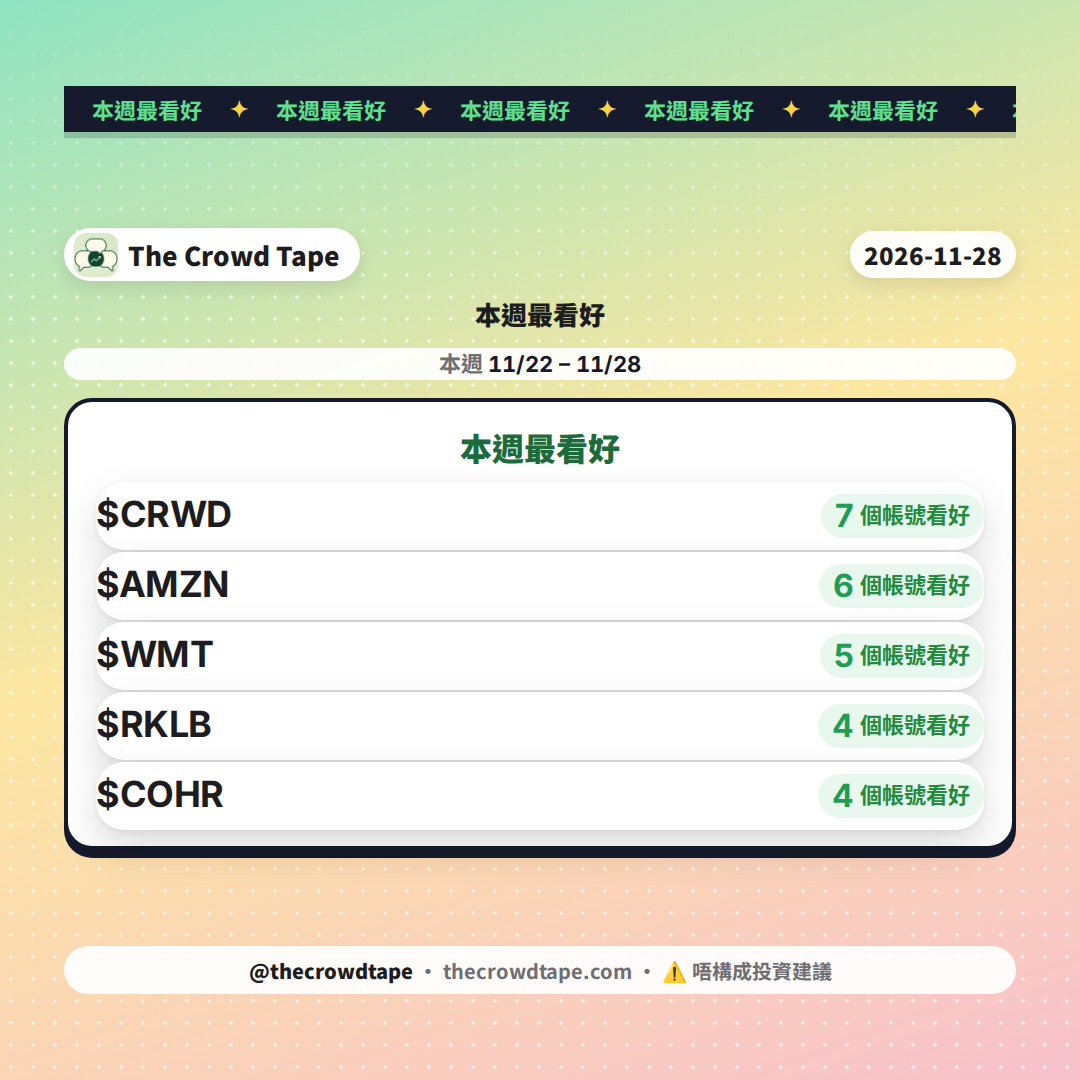 本週最看好 ✦ 本週最看好 ✦ 本週最看好 ✦ 本週最看好 ✦ 本週最看好 ✦
The Crowd Tape
2026-11-28
本週最看好
本週 11/22 – 11/28
本週最看好
$CRWD 7 個帳號看好
$AMZN 6 個帳號看好
$WMT 5 個帳號看好
$RKLB 4 個帳號看好
$COHR 4 個帳號看好
@thecrowdtape • thecrowdtape.com • ⚠️ 唔構成投資建議